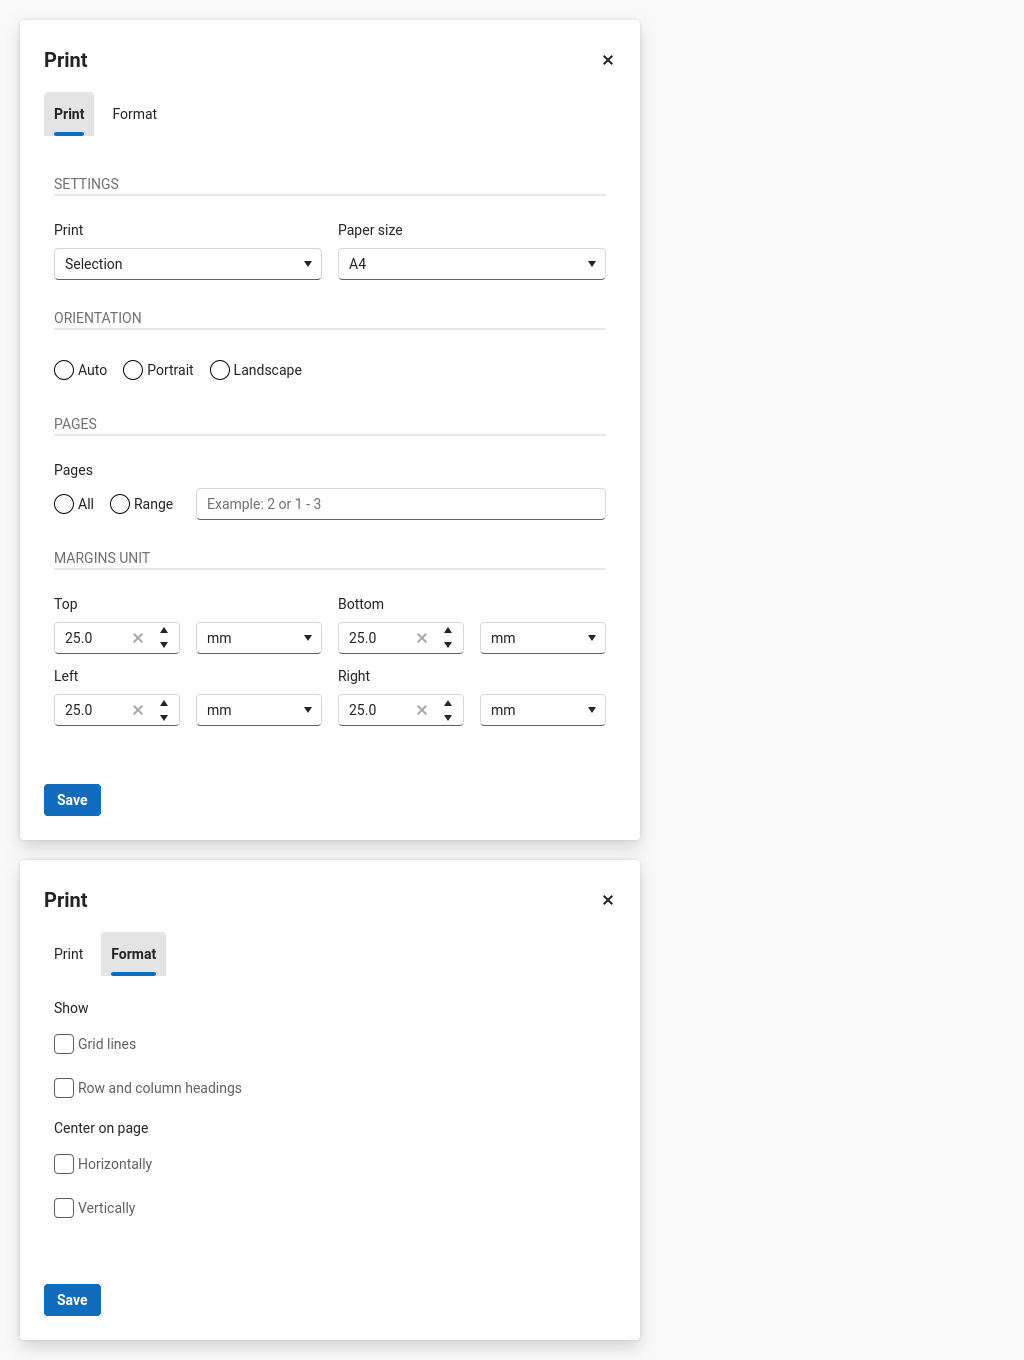 Print
Print Format
SETTINGS
Print Paper size
Selection A4
ORIENTATION
Auto Portrait Landscape
PAGES
Pages
All Range Example: 2 or 1 - 3
MARGINS UNIT
Top Bottom
25.0 mm 25.0 mm
Left Right
25.0 mm 25.0 mm
Save
Print
Print Format
Show
Grid lines
Row and column headings
Center on page
Horizontally
Vertically
Save